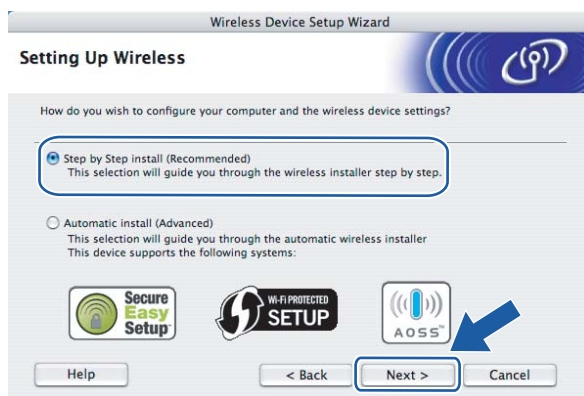 Wireless Device Setup Wizard
Setting Up Wireless
How do you wish to configure your computer and the wireless device settings?
Step by Step install (Recommended)
This selection will guide you through the wireless installer step by step.
Automatic install (Advanced)
This selection will guide you through the automatic wireless installer
This device supports the following systems:
Secure
Easy
Setup
WI-FI PROTECTED
SETUP
AOSS™
Help
< Back
Next >
Cancel